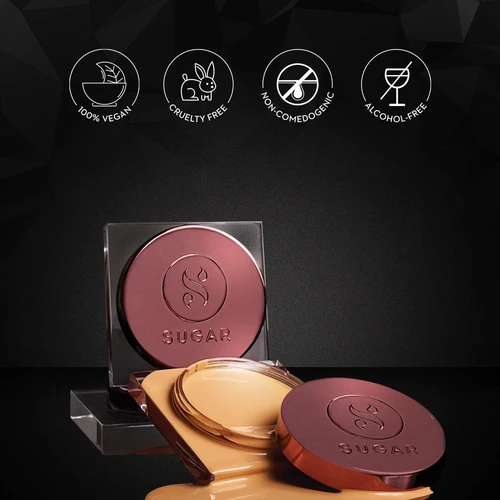 100% VEGAN
CRUELTY FREE
NON-COMEDOGENIC
ALCOHOL-FREE
SUGAR
SUGAR